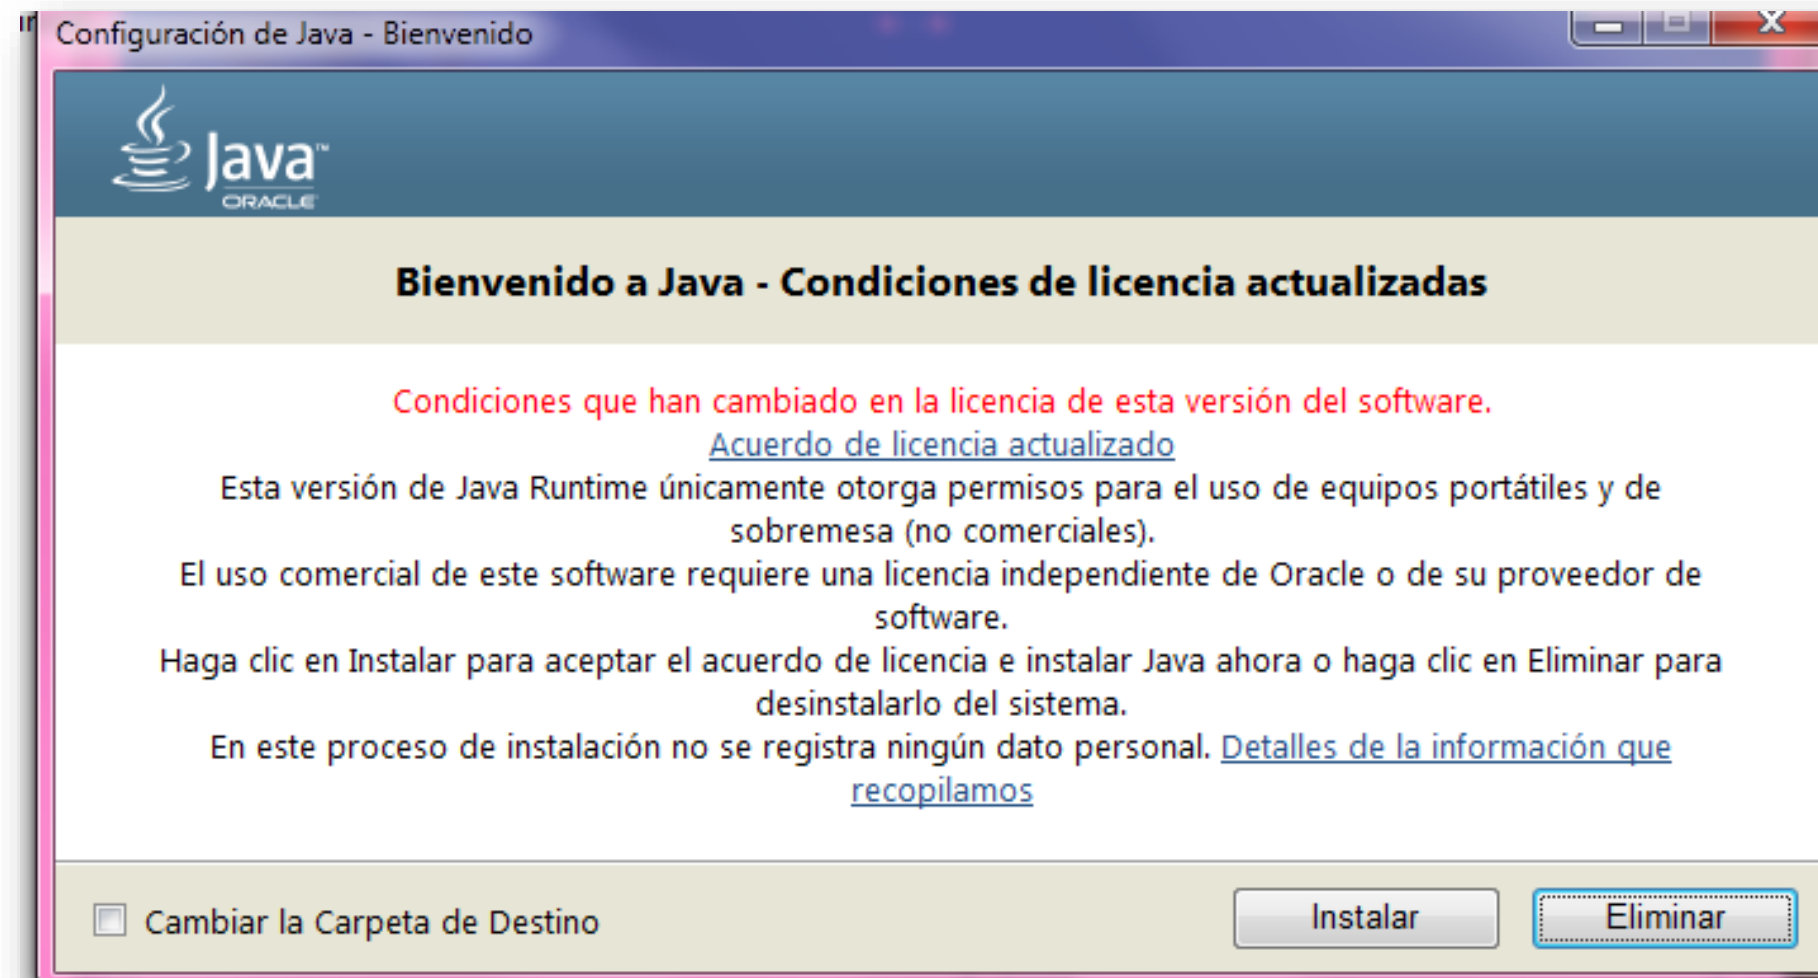 Configuración de Java - Bienvenido
Java™
ORACLE
Bienvenido a Java - Condiciones de licencia actualizadas
Condiciones que han cambiado en la licencia de esta versión del software.
Acuerdo de licencia actualizado
Esta versión de Java Runtime únicamente otorga permisos para el uso de equipos portátiles y de
sobremesa (no comerciales).
El uso comercial de este software requiere una licencia independiente de Oracle o de su proveedor de
software.
Haga clic en Instalar para aceptar el acuerdo de licencia e instalar Java ahora o haga clic en Eliminar para
desinstalarlo del sistema.
En este proceso de instalación no se registra ningún dato personal. Detalles de la información que
recopilamos
Cambiar la Carpeta de Destino
Instalar
Eliminar